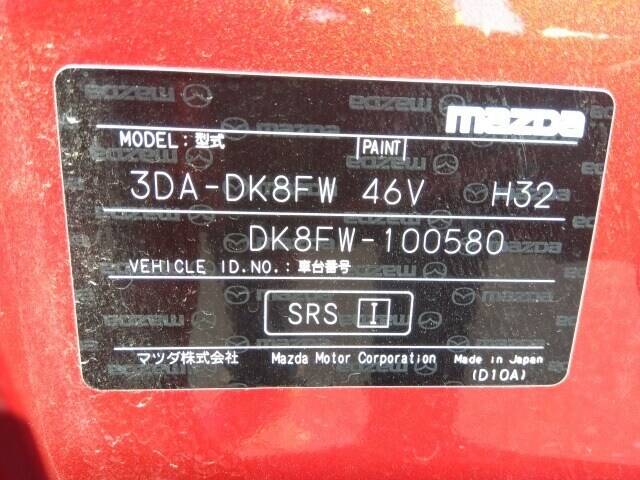 mazda
MODEL: 型式 PAINT
3DA-DK8FW 46V H32
DK8FW-100580
VEHICLE ID.NO.: 車台番号
SRS I
マツダ株式会社 Mazda Motor Corporation Made in Japan
(D10A)